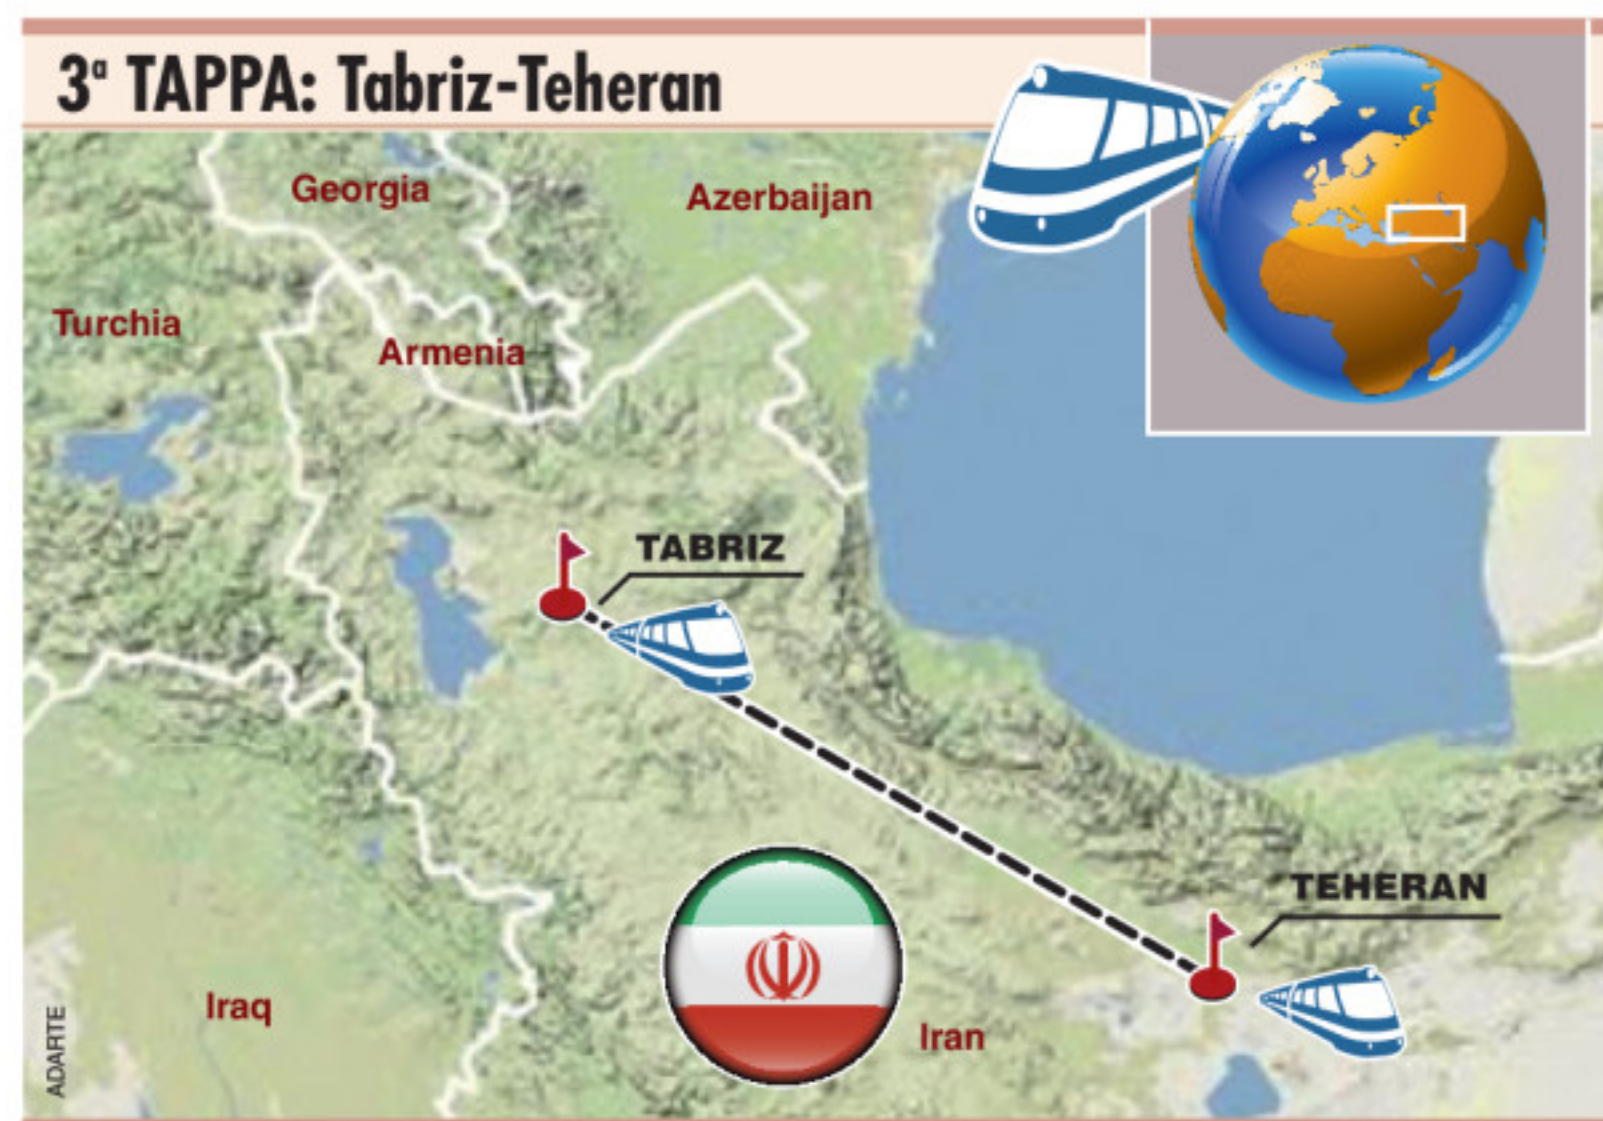 3ª TAPPA: Tabriz-Teheran
Georgia
Azerbaijan
Turchia
Armenia
TABRIZ
TEHERAN
Iraq
Iran
ADARTE